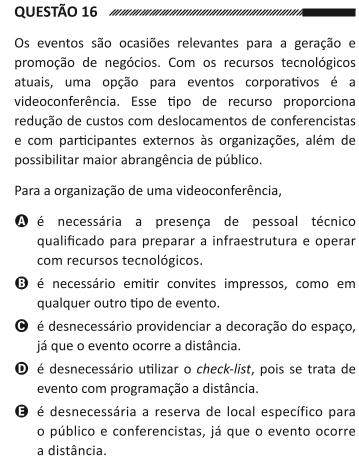 QUESTÃO 16
Os eventos são ocasiões relevantes para a geração e
promoção de negócios. Com os recursos tecnológicos
atuais, uma opção para eventos corporativos é a
videoconferência. Esse tipo de recurso proporciona
redução de custos com deslocamentos de conferencistas
e com participantes externos às organizações, além de
possibilitar maior abrangência de público.
Para a organização de uma videoconferência,
A é necessária a presença de pessoal técnico
qualificado para preparar a infraestrutura e operar
com recursos tecnológicos.
B é necessário emitir convites impressos, como em
qualquer outro tipo de evento.
C é desnecessário providenciar a decoração do espaço,
já que o evento ocorre a distância.
D é desnecessário utilizar o check-list, pois se trata de
evento com programação a distância.
E é desnecessária a reserva de local específico para
o público e conferencistas, já que o evento ocorre
a distância.